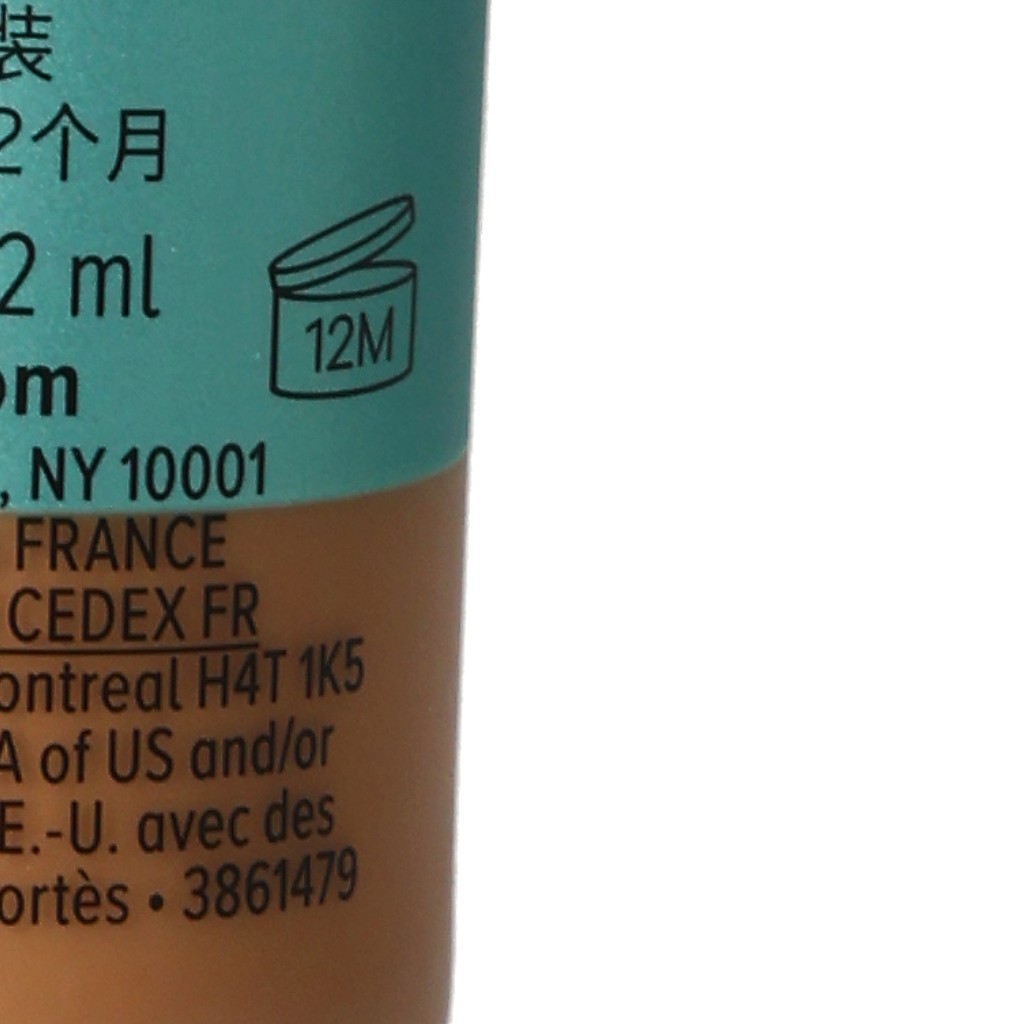 装
2个月
2 ml
12M
om
, NY 10001
FRANCE
CEDEX FR
ontreal H4T 1K5
A of US and/or
E.-U. avec des
ortès • 3861479